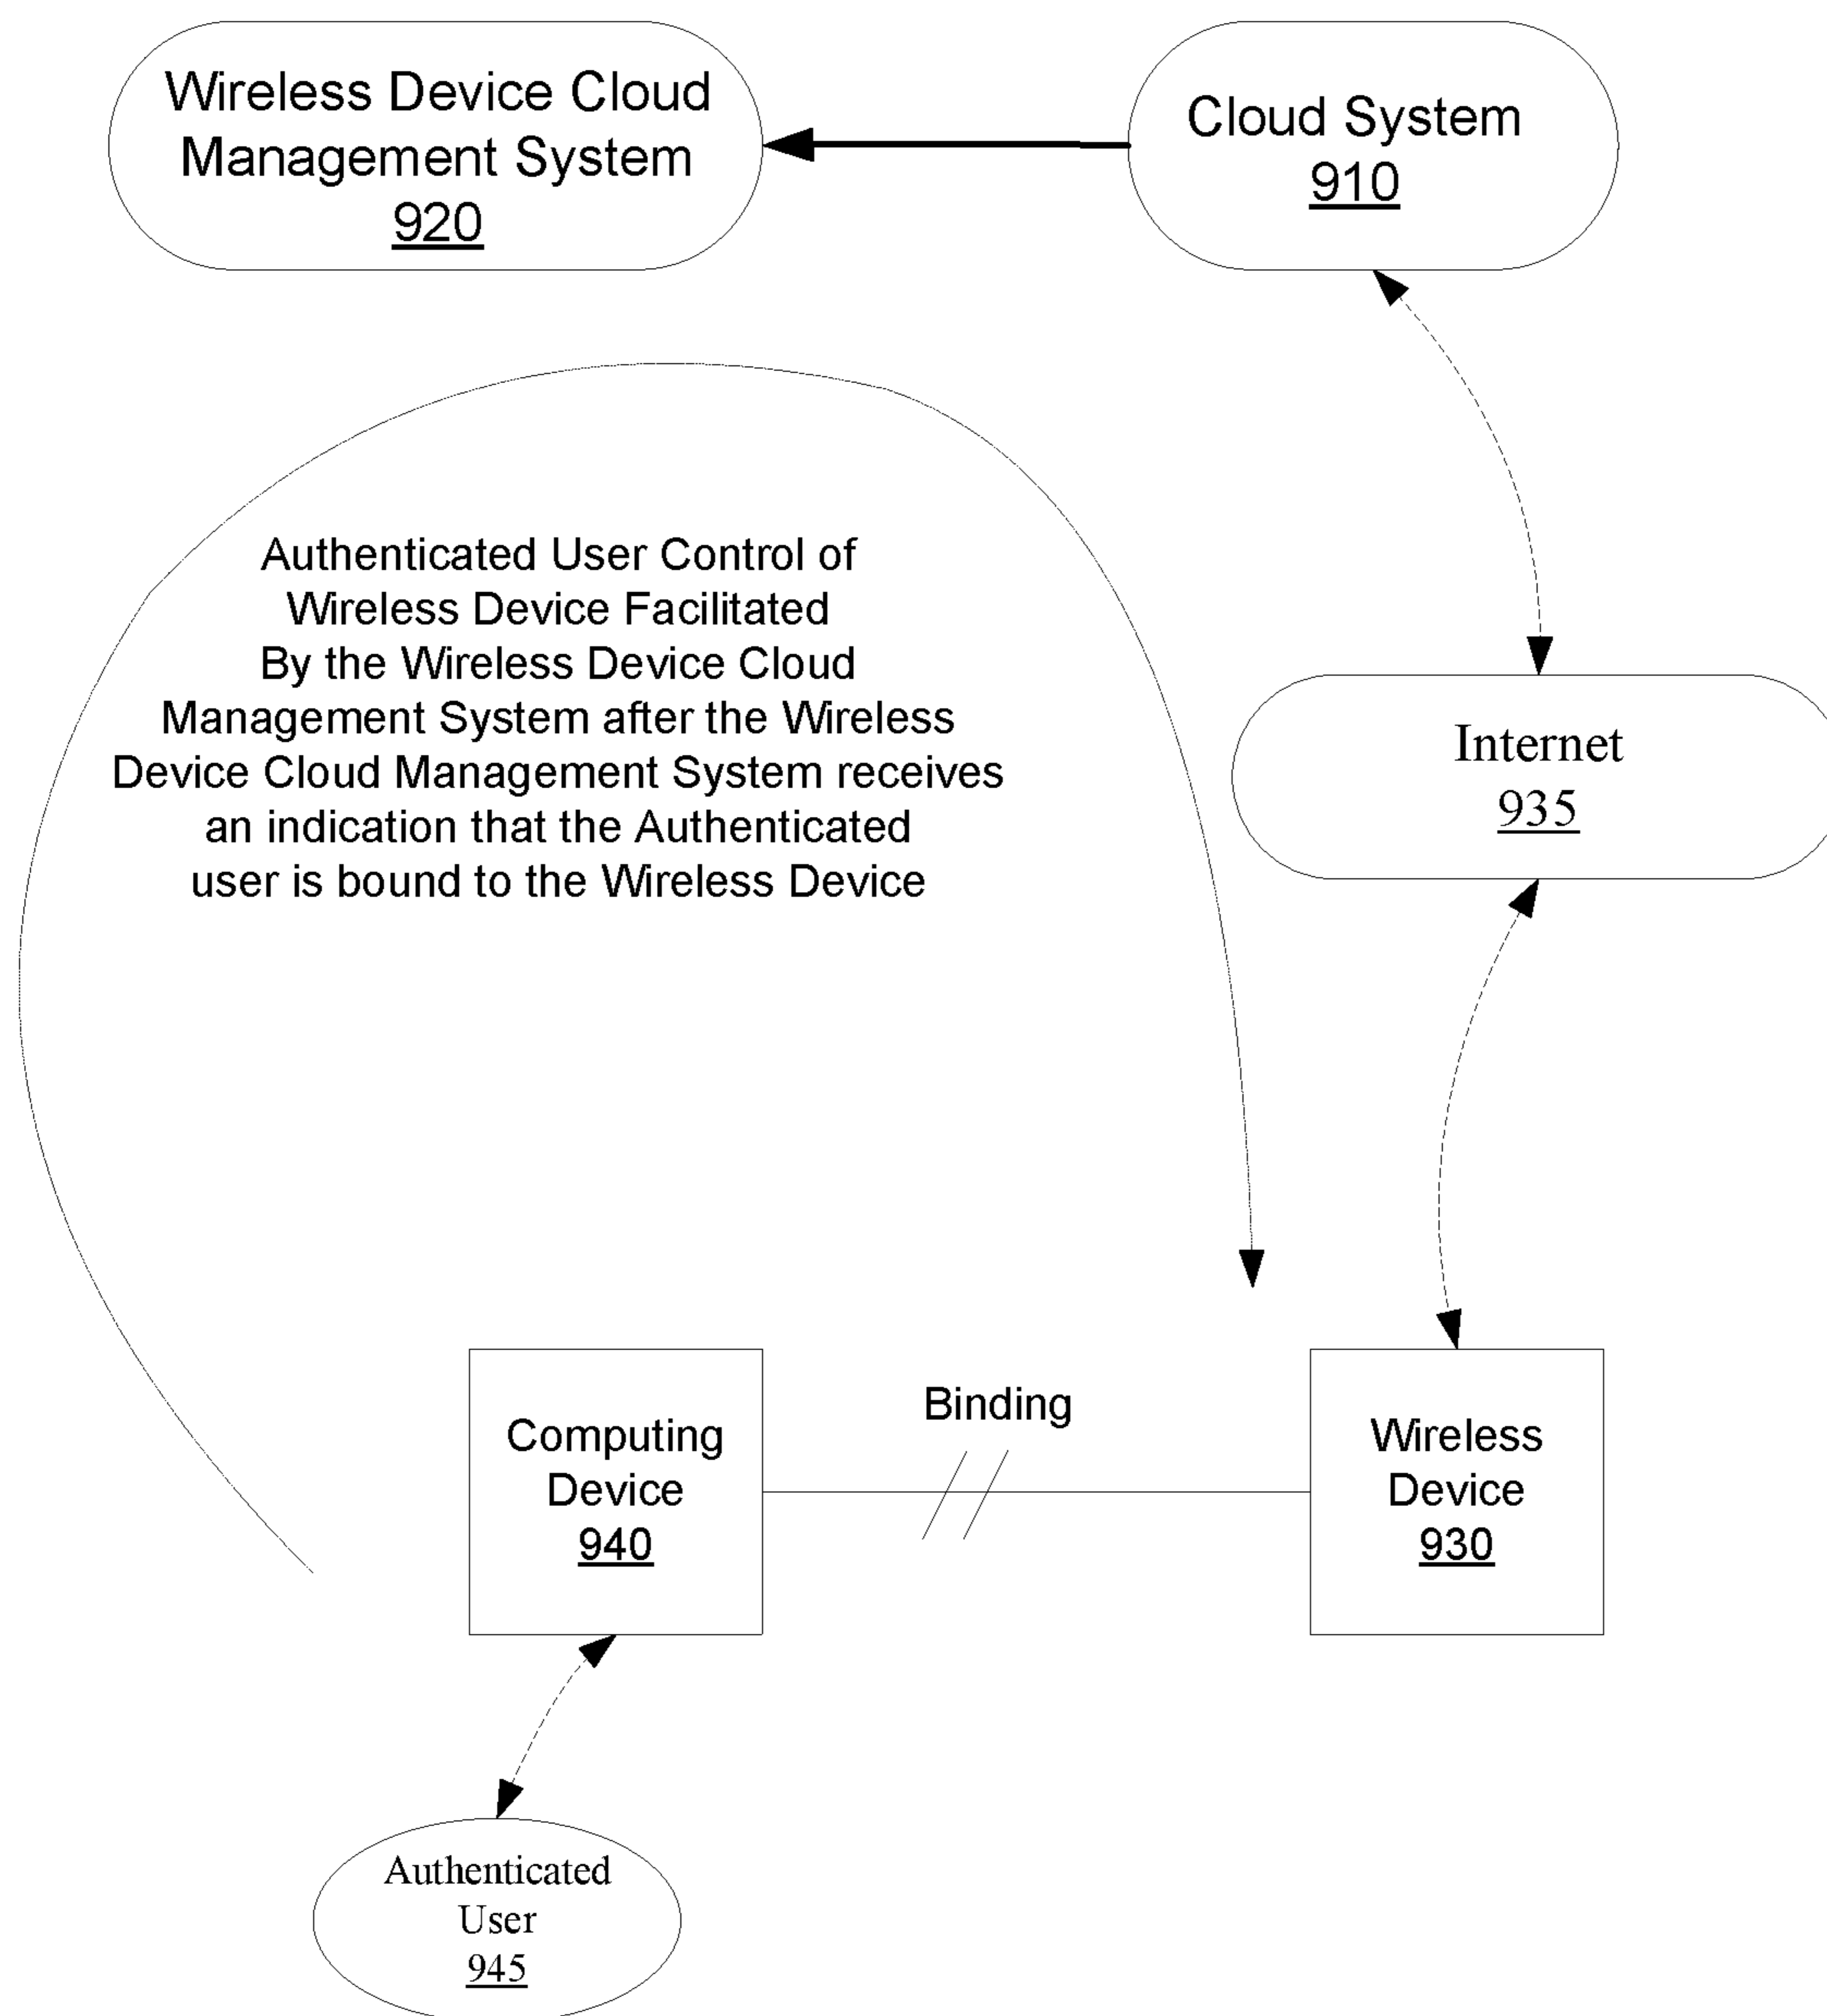 Wireless Device Cloud
Management System
920
Cloud System
910
Authenticated User Control of
Wireless Device Facilitated
By the Wireless Device Cloud
Management System after the Wireless
Device Cloud Management System receives
an indication that the Authenticated
user is bound to the Wireless Device
Internet
935
Binding
Computing
Device
940
Wireless
Device
930
Authenticated
User
945